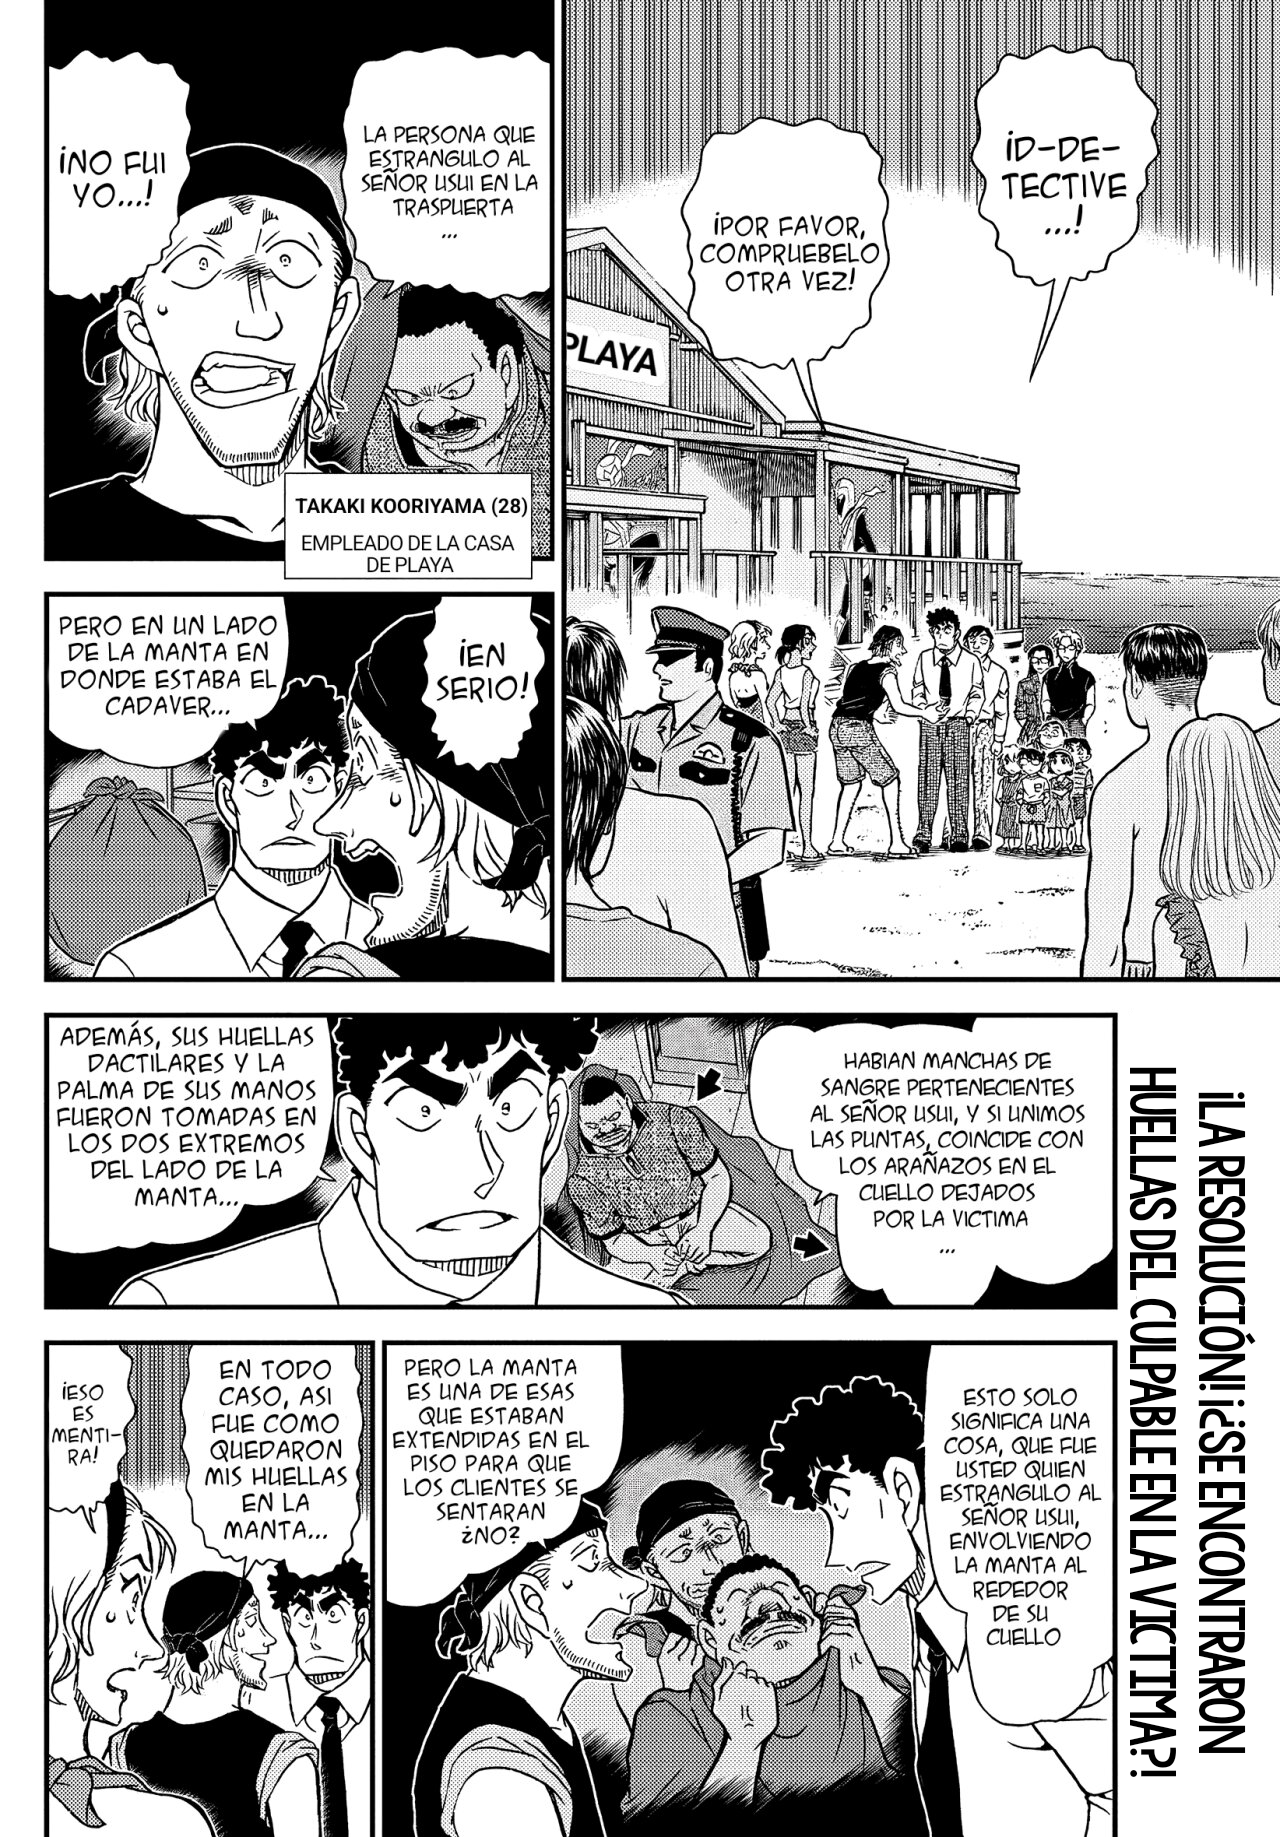 ¡D-DE-
TECTIVE
...!
¡POR FAVOR,
COMPRUEBELO
OTRA VEZ!
PLAYA
LA PERSONA QUE
ESTRANGULO AL
SEÑOR USUI EN LA
TRASPUERTA
...
¡NO FUI
YO...!
TAKAKI KOORIYAMA (28)
EMPLEADO DE LA CASA
DE PLAYA
¡EN
SERIO!
PERO EN UN LADO
DE LA MANTA EN
DONDE ESTABA EL
CADAVER...
HABIAN MANCHAS DE
SANGRE PERTENECIENTES
AL SEÑOR USUI, Y SI UNIMOS
LAS PUNTAS, COINCIDE CON
LOS ARAÑAZOS EN EL
CUELLO DEJADOS
POR LA VICTIMA
...
ADEMÁS, SUS HUELLAS
DACTILARES Y LA
PALMA DE SUS MANOS
FUERON TOMADAS EN
LOS DOS EXTREMOS
DEL LADO DE LA
MANTA...
ESTO SOLO
SIGNIFICA UNA
COSA, QUE FUE
USTED QUIEN
ESTRANGULO AL
SEÑOR USUI,
ENVOLVIENDO
LA MANTA AL
REDEDOR
DE SU
CUELLO
PERO LA MANTA
ES UNA DE ESAS
QUE ESTABAN
EXTENDIDAS EN EL
PISO PARA QUE
LOS CLIENTES SE
SENTARAN
¿NO?
EN TODO
CASO, ASI
FUE COMO
QUEDARON
MIS HUELLAS
EN LA
MANTA...
¡ESO
ES
MENTI-
RA!
¡LA RESOLUCIÓN! ¡¿SE ENCONTRARON
HUELLAS DEL CULPABLE EN LA VICTIMA?!